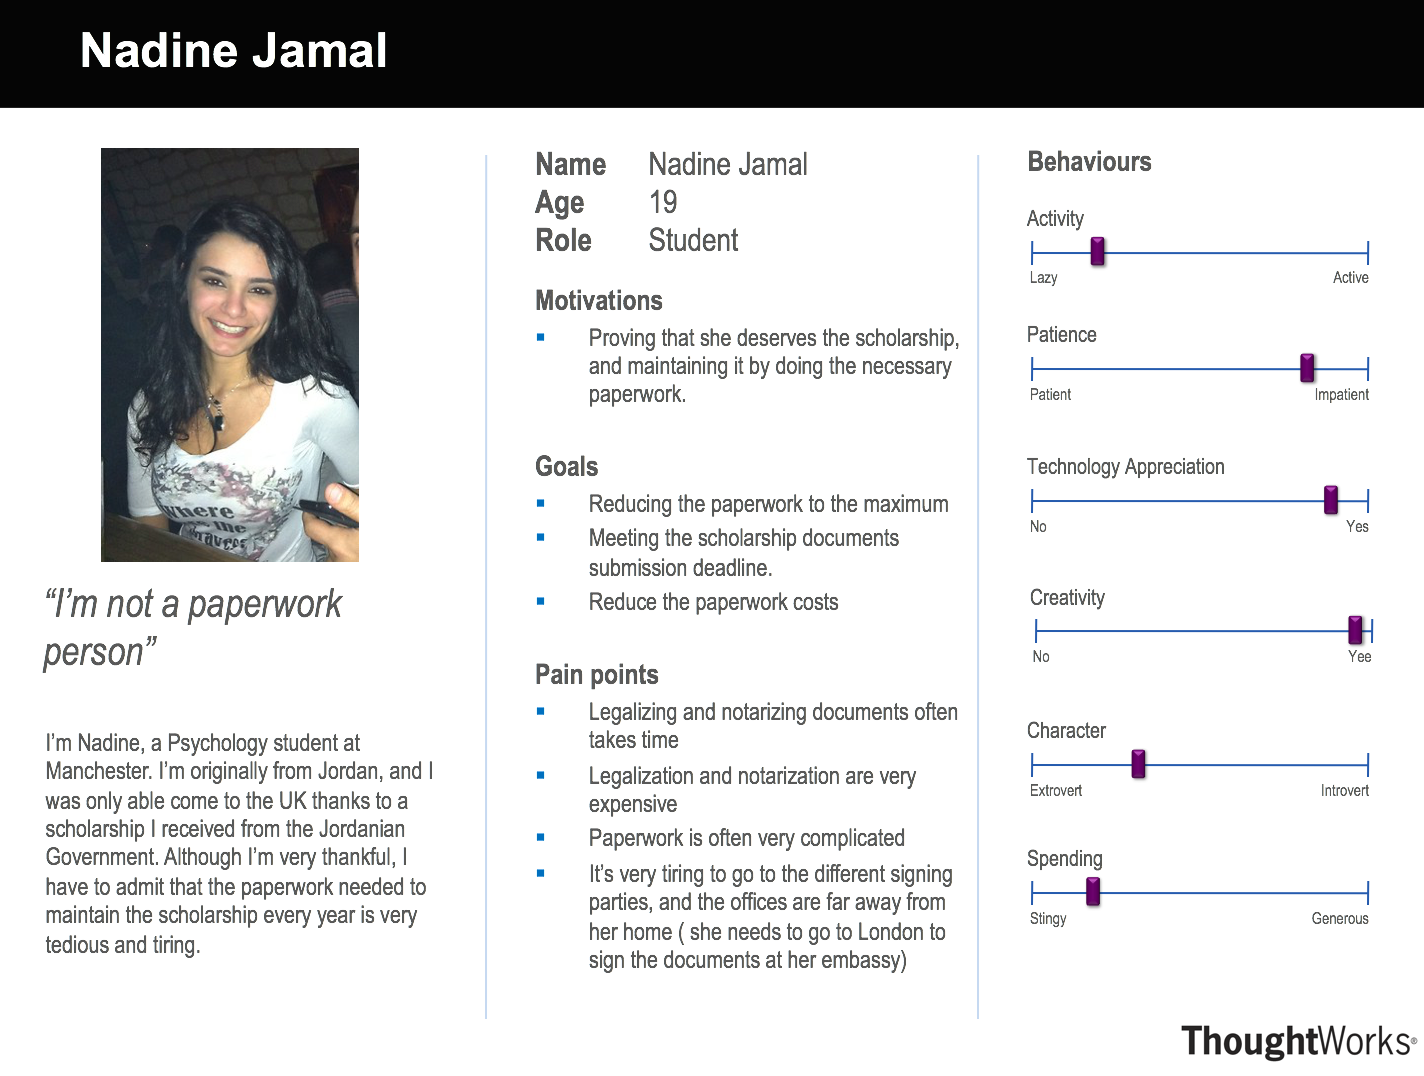 Nadine Jamal
where
are the
braves
“I’m not a paperwork
person”
I’m Nadine, a Psychology student at
Manchester. I’m originally from Jordan, and I
was only able come to the UK thanks to a
scholarship I received from the Jordanian
Government. Although I’m very thankful, I
have to admit that the paperwork needed to
maintain the scholarship every year is very
tedious and tiring.
Name Nadine Jamal
Age 19
Role Student
Motivations
Proving that she deserves the scholarship,
and maintaining it by doing the necessary
paperwork.
Goals
Reducing the paperwork to the maximum
Meeting the scholarship documents
submission deadline.
Reduce the paperwork costs
Pain points
Legalizing and notarizing documents often
takes time
Legalization and notarization are very
expensive
Paperwork is often very complicated
It’s very tiring to go to the different signing
parties, and the offices are far away from
her home ( she needs to go to London to
sign the documents at her embassy)
Behaviours
Activity
Lazy Active
Patience
Patient Impatient
Technology Appreciation
No Yes
Creativity
No Yee
Character
Extrovert Introvert
Spending
Stingy Generous
ThoughtWorks®